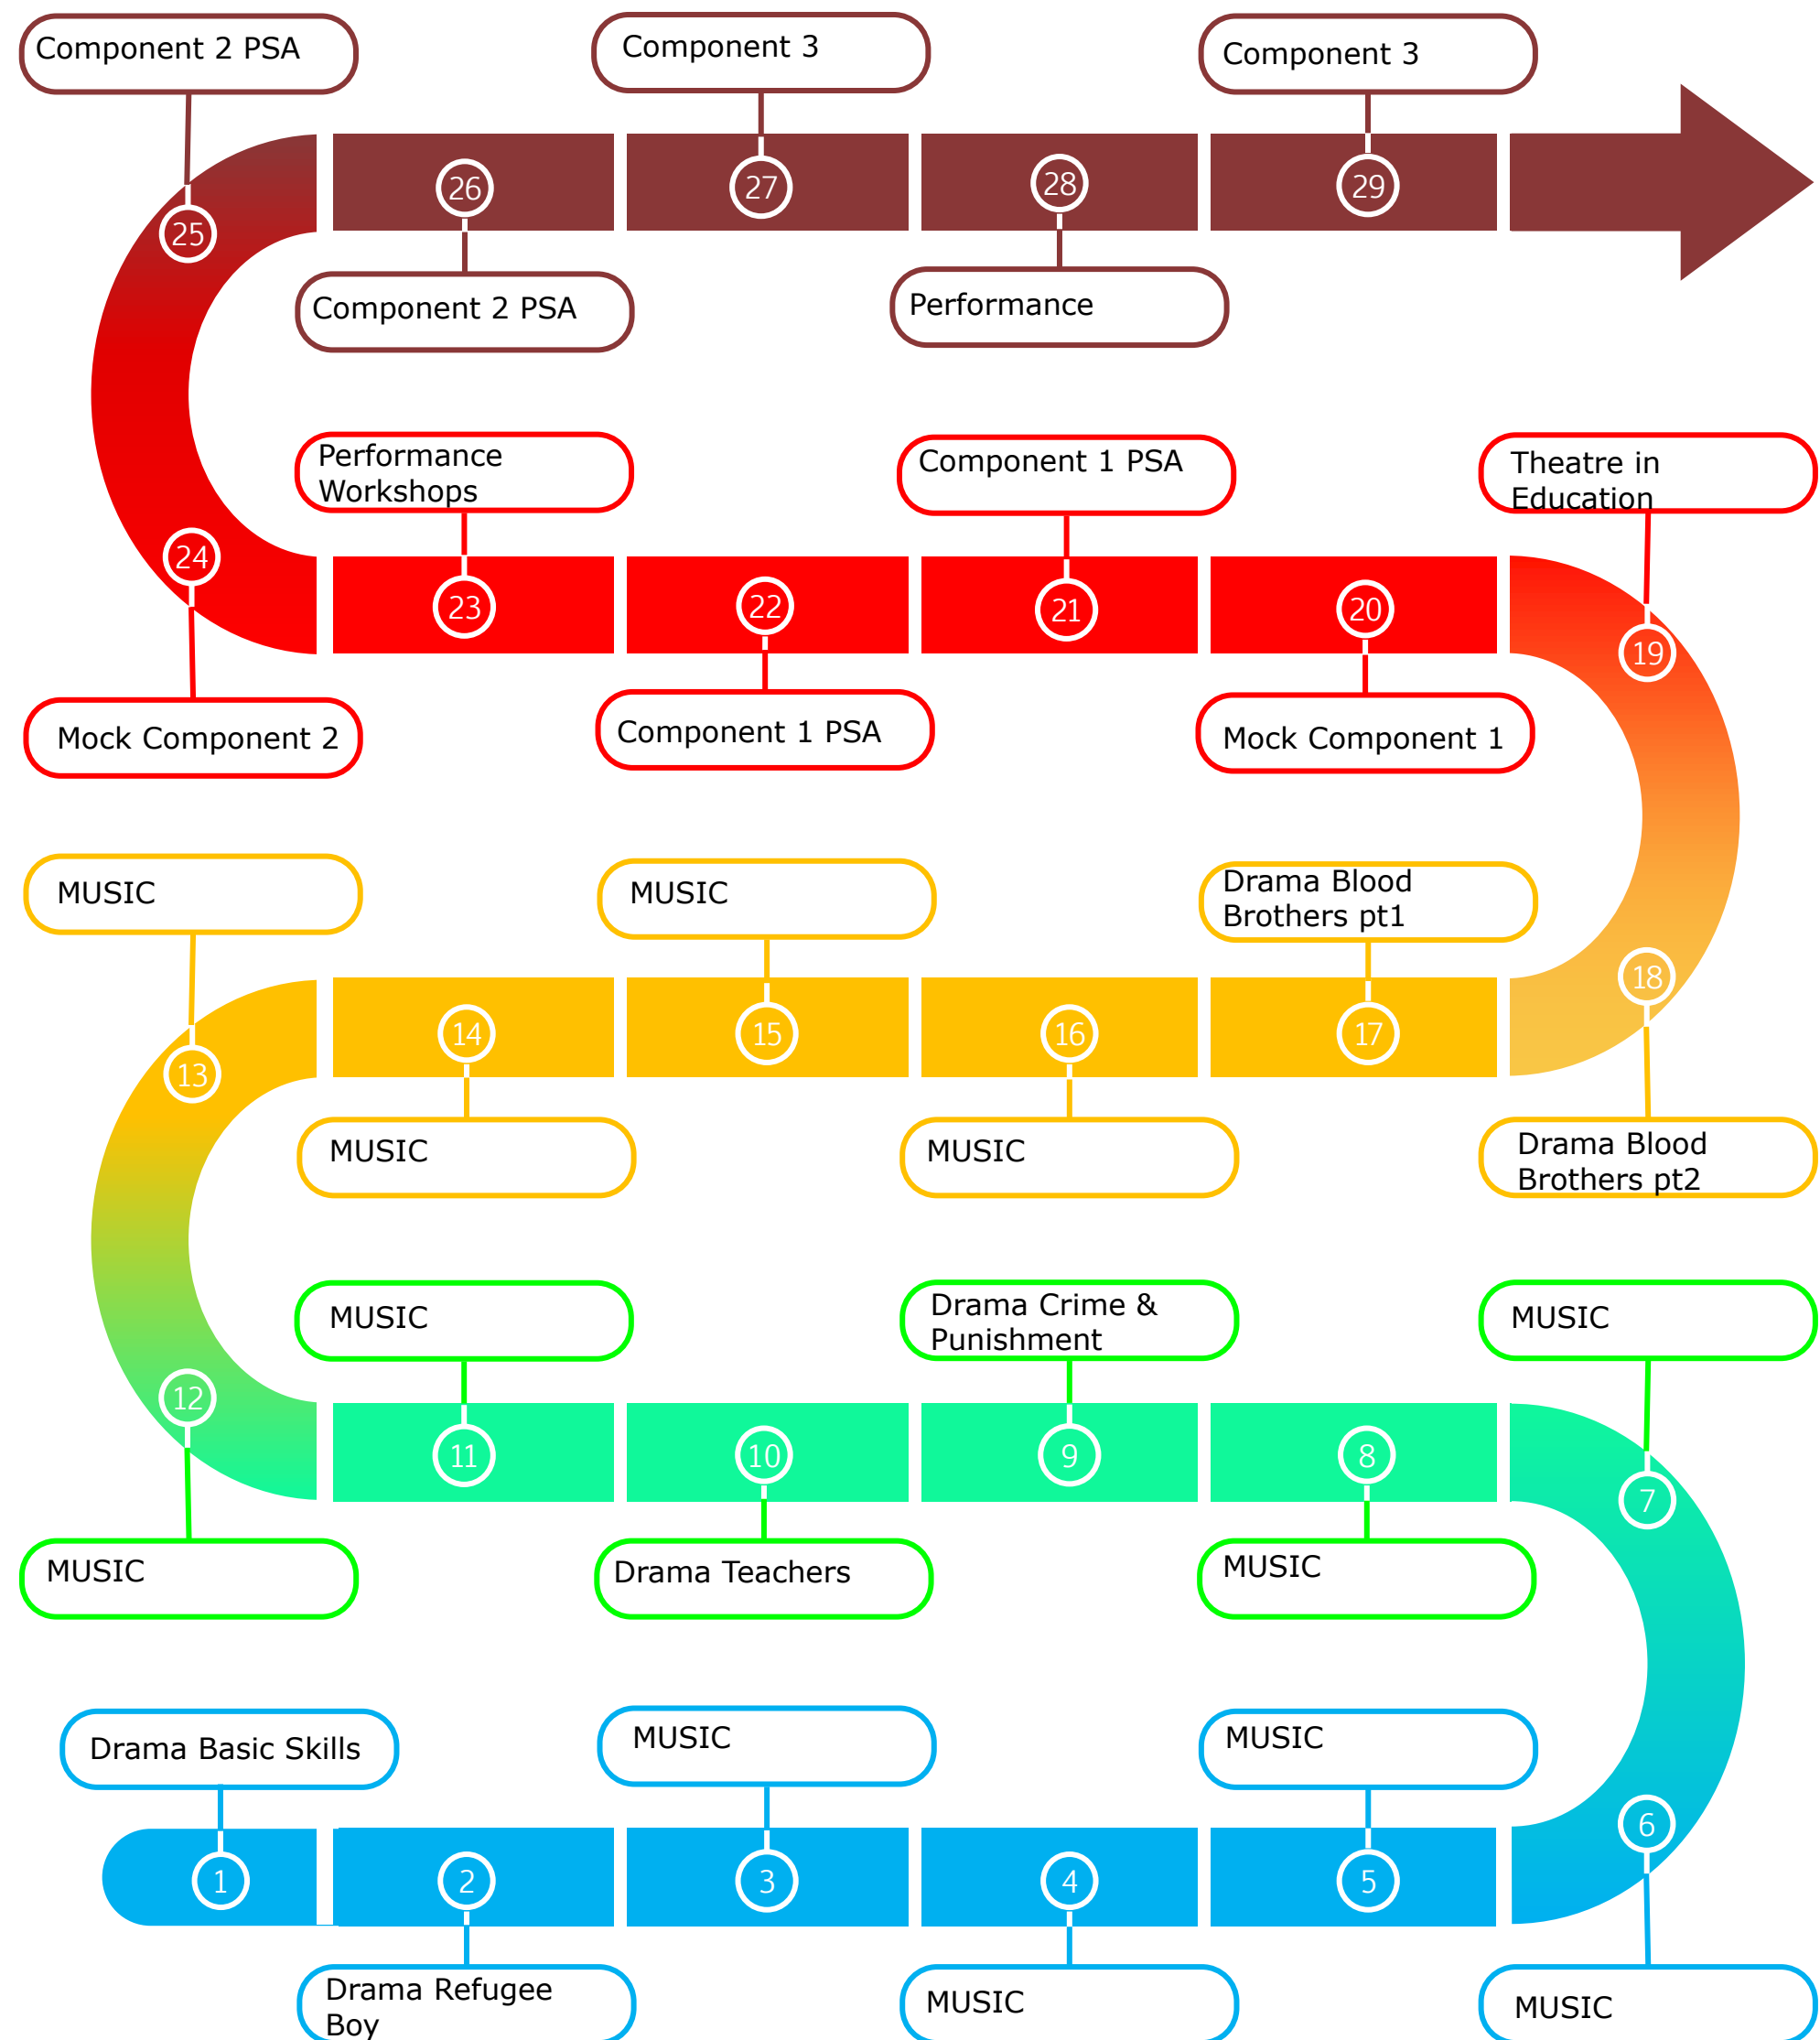 Component 2 PSA
Component 3
Component 3
26
27
28
29
25
Component 2 PSA
Performance
Performance
Workshops
Component 1 PSA
Theatre in
Education
24
23
22
21
20
19
Mock Component 2
Component 1 PSA
Mock Component 1
MUSIC
MUSIC
Drama Blood
Brothers pt1
18
14
15
16
17
13
MUSIC
MUSIC
Drama Blood
Brothers pt2
MUSIC
Drama Crime &
Punishment
MUSIC
12
11
10
9
8
7
MUSIC
Drama Teachers
MUSIC
Drama Basic Skills
MUSIC
MUSIC
6
1
2
3
4
5
Drama Refugee
Boy
MUSIC
MUSIC